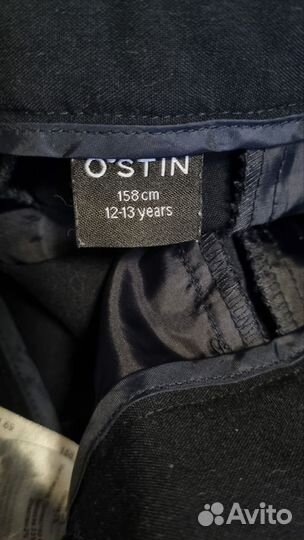 O'STIN
158 cm
12-13 years
Avito